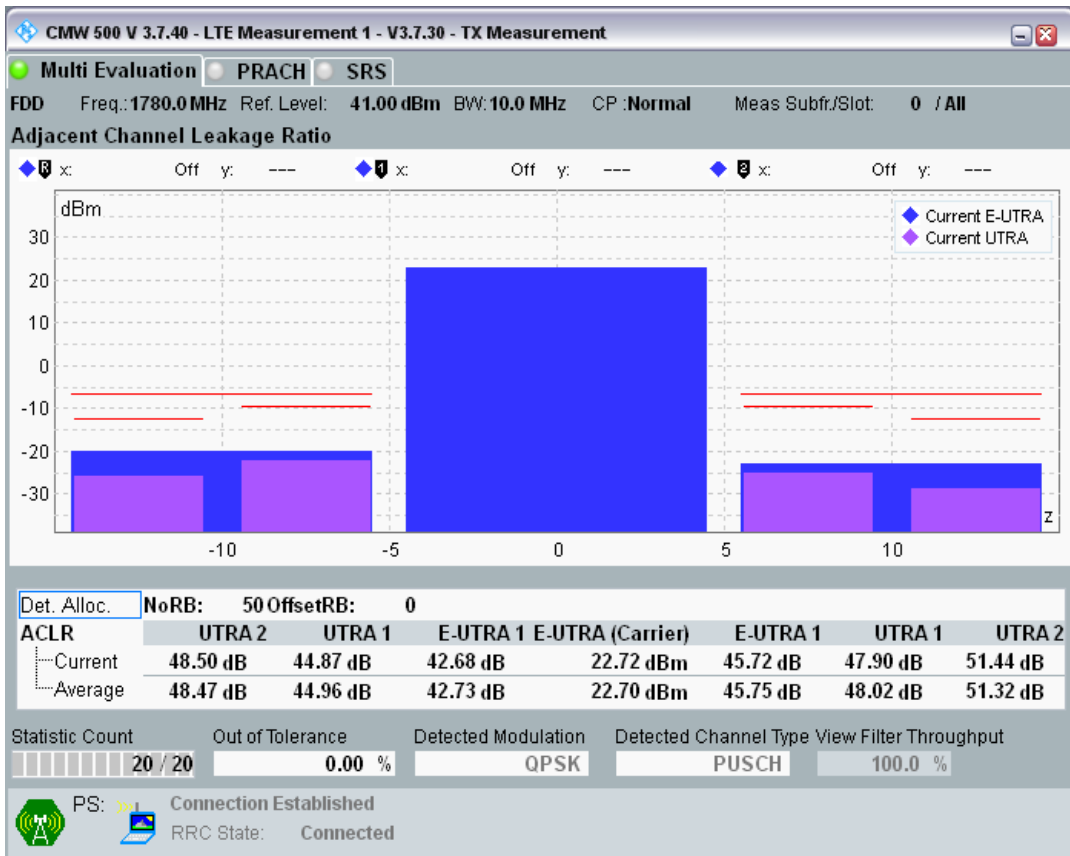 CMW 500 V 3.7.40 - LTE Measurement 1 - V3.7.30 - TX Measurement
Multi Evaluation PRACH SRS
FDD Freq.:1780.0 MHz Ref. Level: 41.00 dBm BW:10.0 MHz CP :Normal Meas Subfr./Slot: 0 / All
Adjacent Channel Leakage Ratio
R x: Off y: --- 1 x: Off y: --- 2 x: Off y: ---
dBm
Current E-UTRA
Current UTRA
30
20
10
0
-10
-20
-30
z
-10 -5 0 5 10
Det. Alloc. NoRB: 50 OffsetRB: 0
ACLR UTRA 2 UTRA 1 E-UTRA 1 E-UTRA (Carrier) E-UTRA 1 UTRA 1 UTRA 2
Current 48.50 dB 44.87 dB 42.68 dB 22.72 dBm 45.72 dB 47.90 dB 51.44 dB
Average 48.47 dB 44.96 dB 42.73 dB 22.70 dBm 45.75 dB 48.02 dB 51.32 dB
Statistic Count Out of Tolerance Detected Modulation Detected Channel Type View Filter Throughput
20 / 20 0.00 % QPSK PUSCH 100.0 %
PS: Connection Established
RRC State: Connected